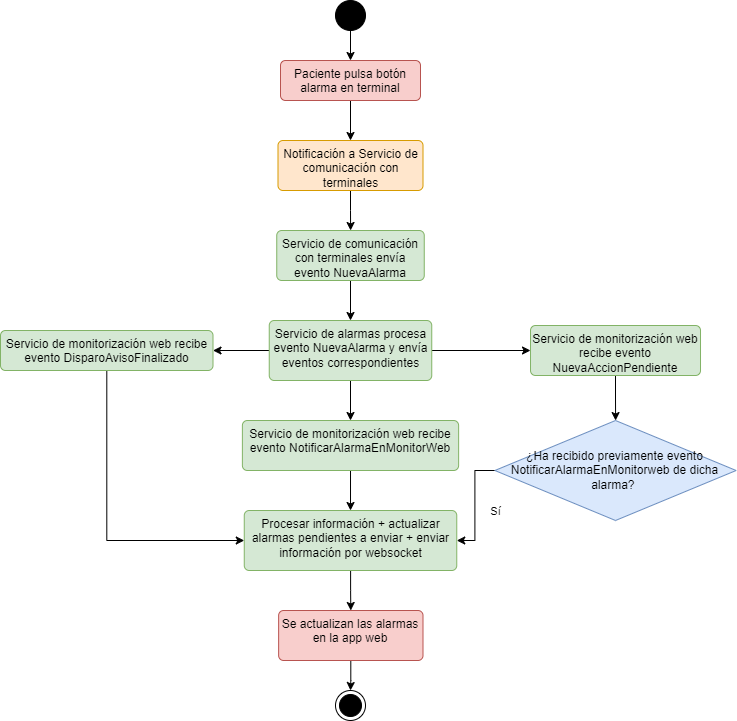 Paciente pulsa botón
alarma en terminal
Notificación a Servicio de
comunicación con
terminales
Servicio de comunicación
con terminales envía
evento NuevaAlarma
Servicio de alarmas procesa
evento NuevaAlarma y envía
eventos correspondientes
Servicio de monitorización web recibe
evento DisparoAvisoFinalizado
Servicio de monitorización web
recibe evento
NuevaAccionPendiente
Servicio de monitorización web recibe
evento NotificarAlarmaEnMonitorWeb
¿Ha recibido previamente evento
NotificarAlarmaEnMonitorweb de dicha
alarma?
Sí
Procesar información + actualizar
alarmas pendientes a enviar + enviar
información por websocket
Se actualizan las alarmas
en la app web